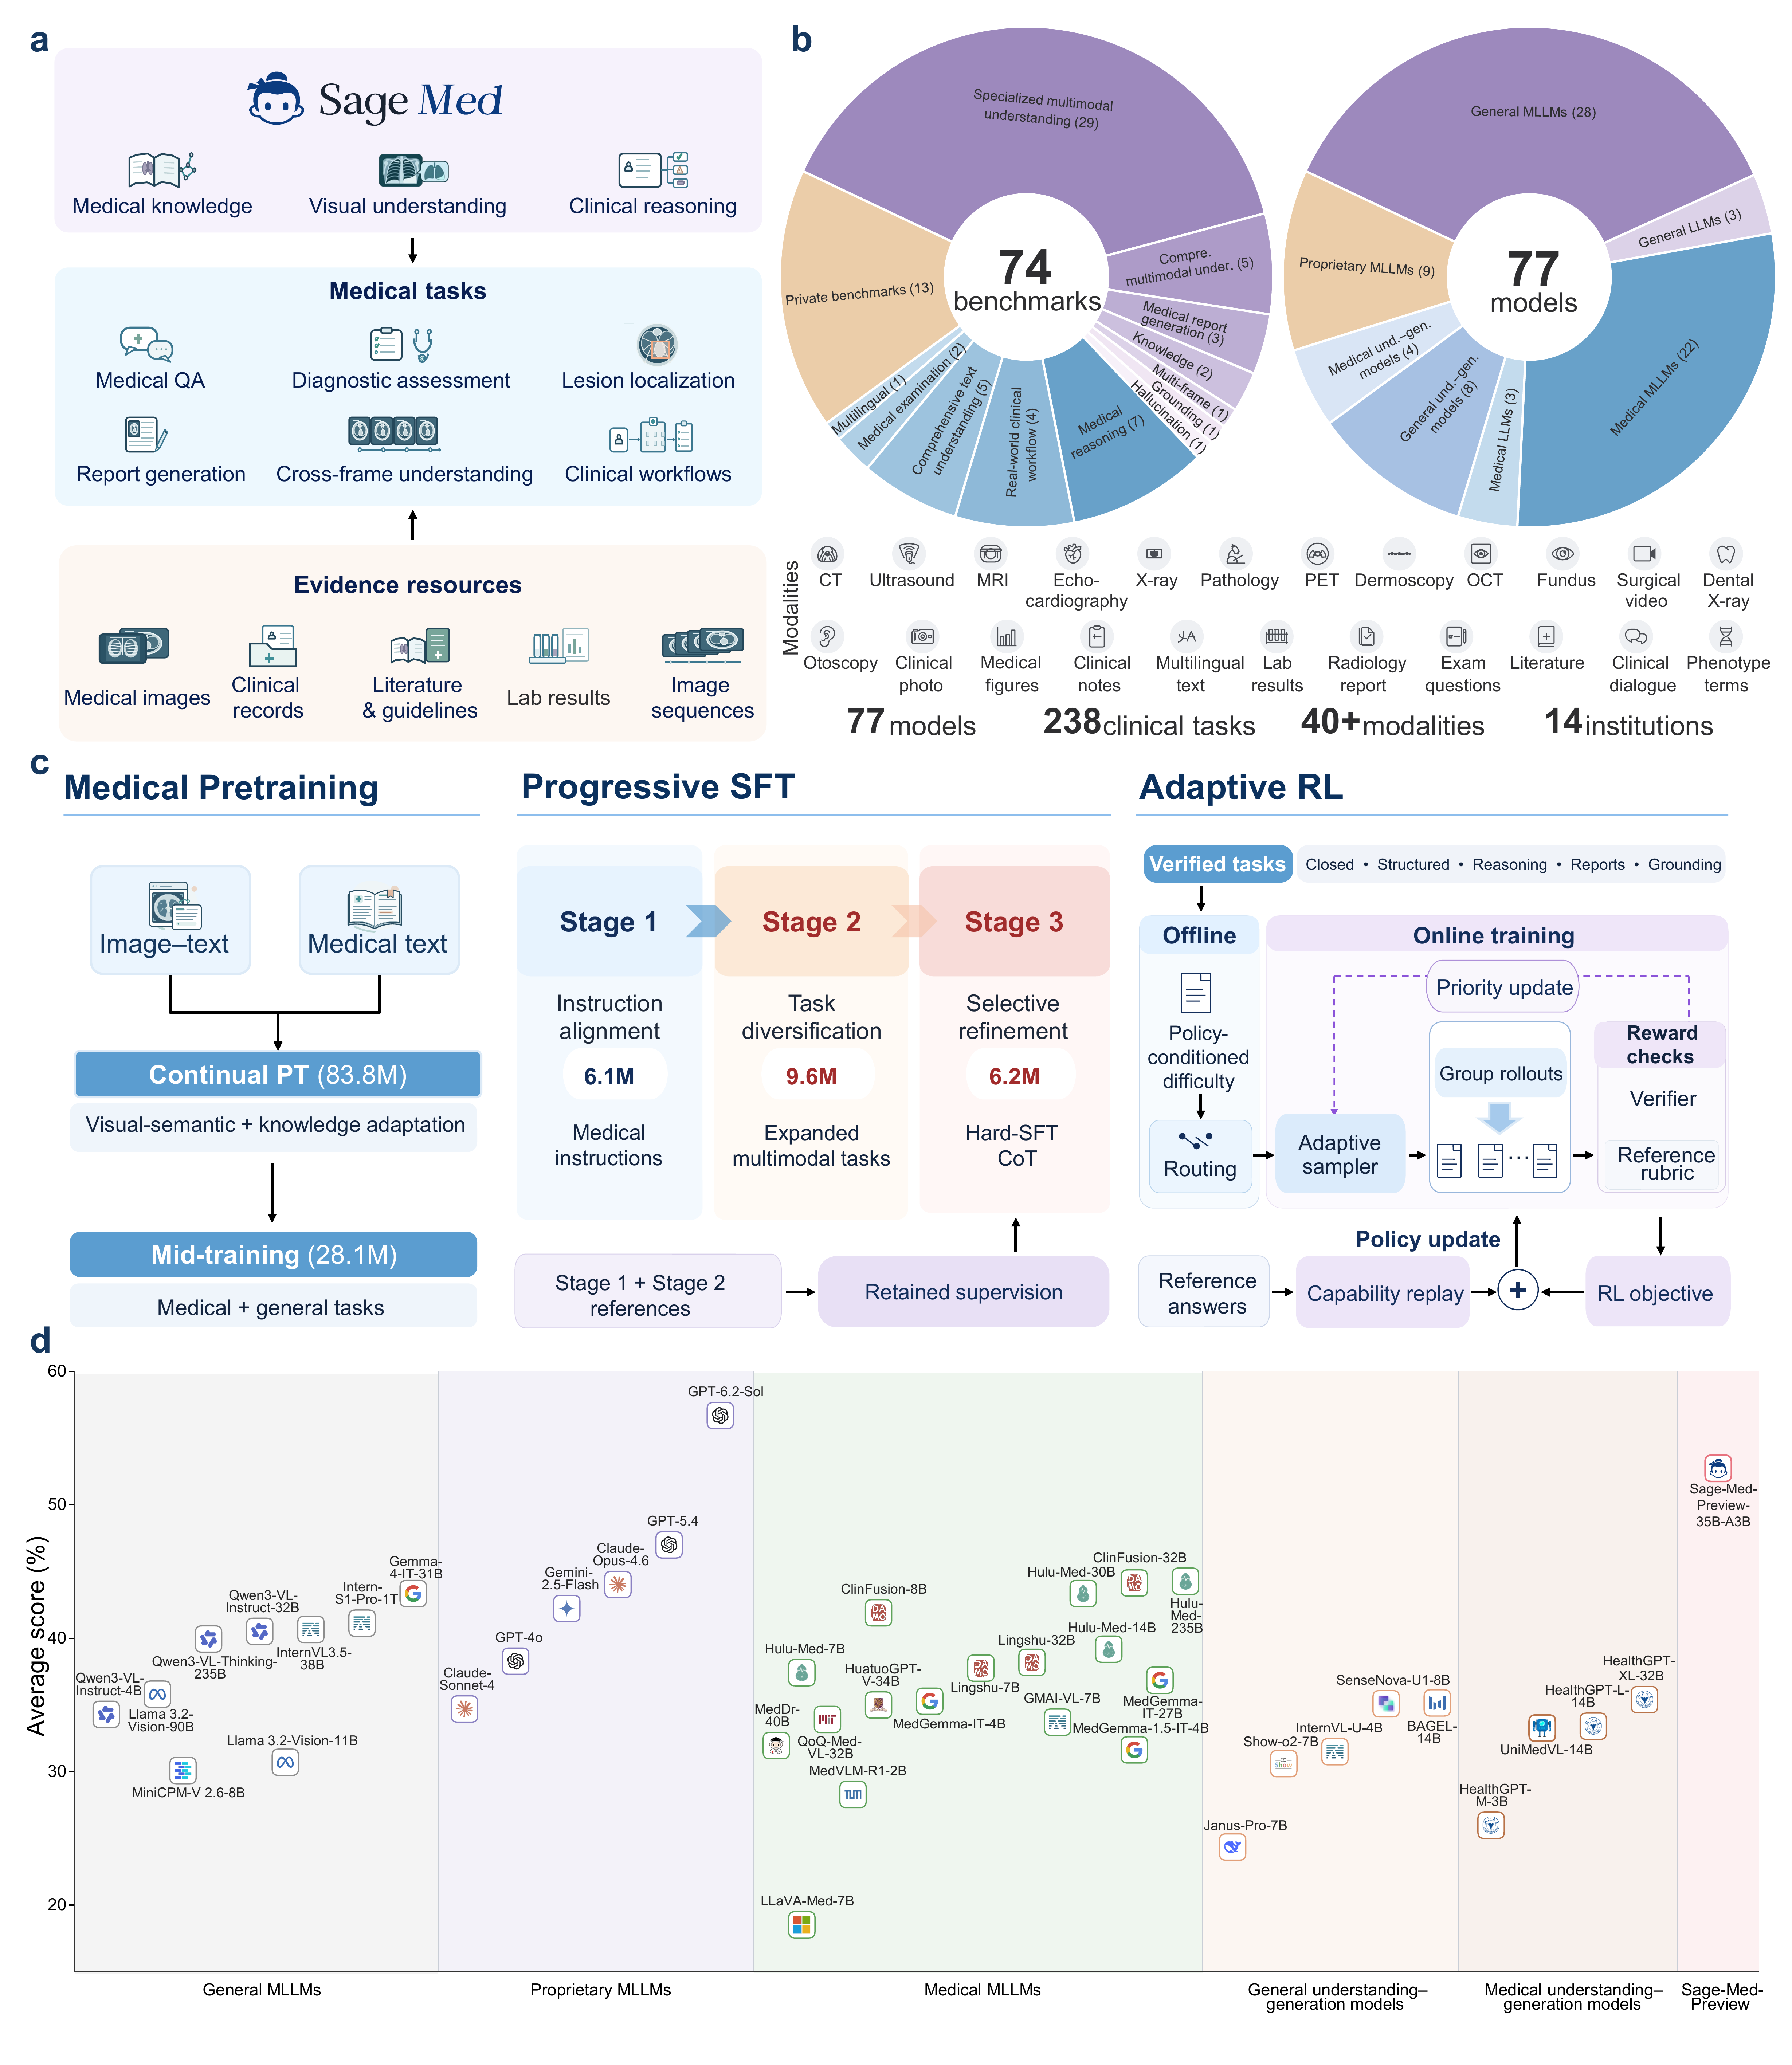 a
Sage Med
Medical knowledge
Visual understanding
Clinical reasoning
Medical tasks
Medical QA
Diagnostic assessment
Lesion localization
Report generation
Cross-frame understanding
Clinical workflows
Evidence resources
Medical images
Clinical
records
Literature
& guidelines
Lab results
Image
sequences
b
Specialized multimodal
understanding (29)
Compre.
multimodal under. (5)
Medical report
generation (3)
Knowledge (2)
Multi-frame (1)
Grounding (1)
Hallucination (1)
Medical
reasoning (7)
Real-world clinical
workflow (4)
Comprehensive text
understanding (5)
Medical examination (2)
Multilingual (1)
Private benchmarks (13)
74
benchmarks
General MLLMs (28)
General LLMs (3)
Medical MLLMs (22)
Medical LLMs (3)
General und.–gen.
models (8)
Medical und.–gen.
models (4)
Proprietary MLLMs (9)
77
models
Modalities
CT
Ultrasound
MRI
Echo-
cardiography
X-ray
Pathology
PET
Dermoscopy
OCT
Fundus
Surgical
video
Dental
X-ray
Otoscopy
Clinical
photo
Medical
figures
Clinical
notes
Multilingual
text
Lab
results
Radiology
report
Exam
questions
Literature
Clinical
dialogue
Phenotype
terms
77 models
238 clinical tasks
40+ modalities
14 institutions
c
Medical Pretraining
Image–text
Medical text
Continual PT (83.8M)
Visual-semantic + knowledge adaptation
Mid-training (28.1M)
Medical + general tasks
Progressive SFT
Stage 1
Stage 2
Stage 3
Instruction
alignment
6.1M
Medical
instructions
Task
diversification
9.6M
Expanded
multimodal tasks
Selective
refinement
6.2M
Hard-SFT
CoT
Stage 1 + Stage 2
references
Retained supervision
Adaptive RL
Verified tasks
Closed • Structured • Reasoning • Reports • Grounding
Offline
Policy-
conditioned
difficulty
Routing
Online training
Priority update
Adaptive
sampler
Group rollouts
...
Reward
checks
Verifier
Reference
rubric
Policy update
Reference
answers
Capability replay
+
RL objective
d
Average score (%)
60
50
40
30
20
Qwen3-VL-
Instruct-4B
Llama 3.2-
Vision-90B
MiniCPM-V 2.6-8B
Qwen3-VL-Thinking-
235B
Qwen3-VL-
Instruct-32B
Llama 3.2-Vision-11B
InternVL3.5-
38B
Intern-
S1-Pro-1T
Gemma-
4-IT-31B
Claude-
Sonnet-4
GPT-4o
Gemini-
2.5-Flash
Claude-
Opus-4.6
GPT-5.4
GPT-6.2-Sol
MedDr-
40B
Hulu-Med-7B
LLaVA-Med-7B
MIT
QoQ-Med-
VL-32B
MedVLM-R1-2B
TUM
ClinFusion-8B
HuatuoGPT-
V-34B
MedGemma-IT-4B
Lingshu-7B
Lingshu-32B
GMAI-VL-7B
Hulu-Med-30B
Hulu-Med-14B
ClinFusion-32B
MedGemma-1.5-IT-4B
MedGemma-
IT-27B
Hulu-
Med-
235B
Janus-Pro-7B
Show-o2-7B
Show
InternVL-U-4B
SenseNova-U1-8B
BAGEL-
14B
HealthGPT-
M-3B
UniMedVL-14B
HealthGPT-L-
14B
HealthGPT-
XL-32B
Sage-Med-
Preview-
35B-A3B
General MLLMs
Proprietary MLLMs
Medical MLLMs
General understanding–
generation models
Medical understanding–
generation models
Sage-Med-
Preview